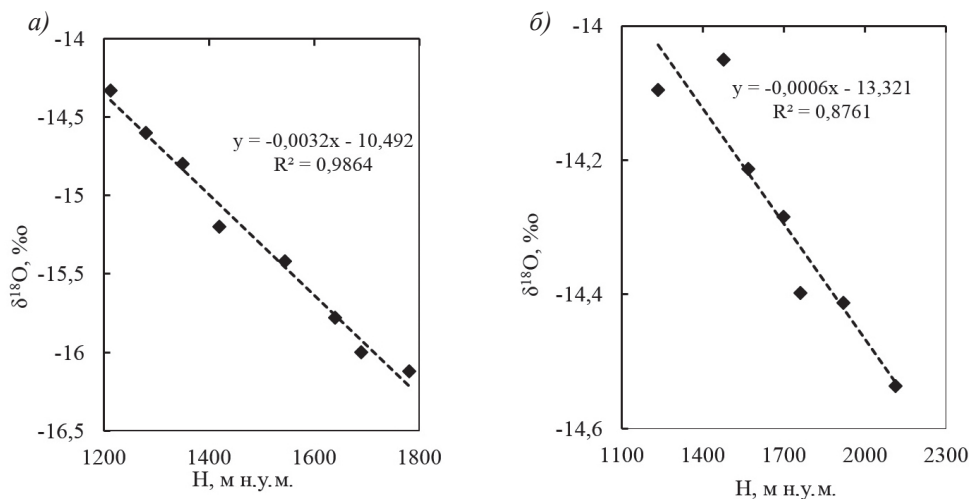 а)
-14
-14,5
-15
-15,5
-16
-16,5
δ¹⁸O, ‰
y = -0,0032x - 10,492
R² = 0,9864
1200 1400 1600 1800
Н, м н.у.м.
б)
-14
-14,2
-14,4
-14,6
δ¹⁸O, ‰
y = -0,0006x - 13,321
R² = 0,8761
1100 1400 1700 2000 2300
Н, м н.у.м.